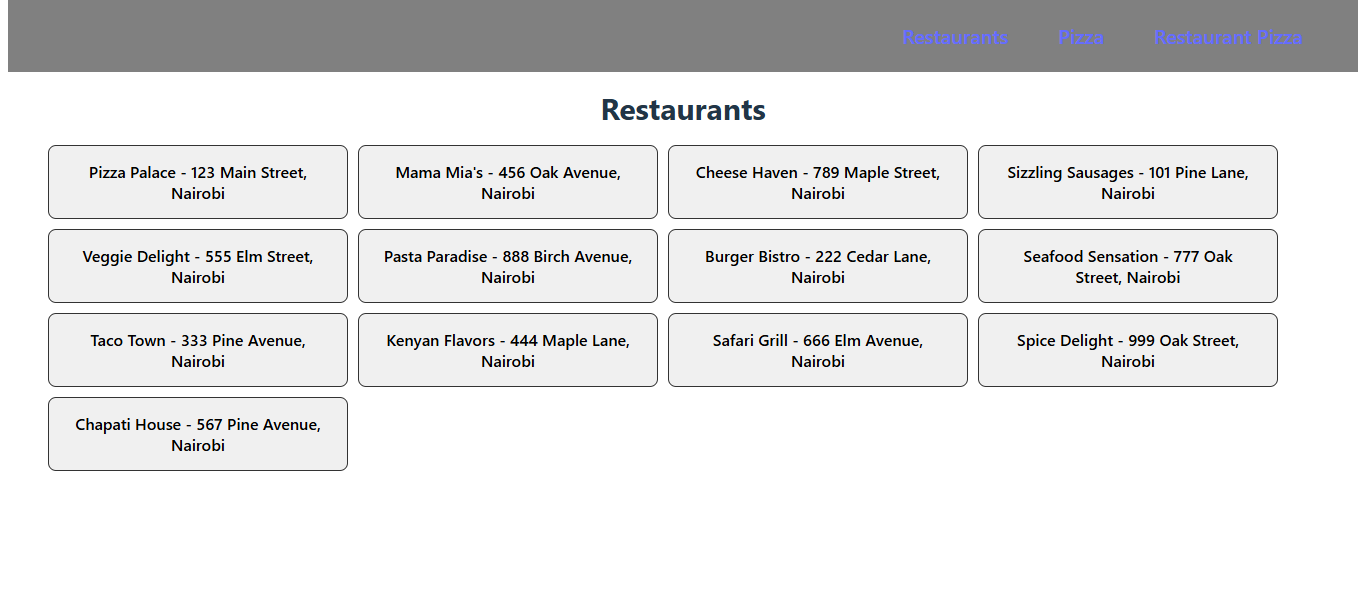 Restaurants Pizza Restaurant Pizza
Restaurants
Pizza Palace - 123 Main Street,
Nairobi
Mama Mia's - 456 Oak Avenue,
Nairobi
Cheese Haven - 789 Maple Street,
Nairobi
Sizzling Sausages - 101 Pine Lane,
Nairobi
Veggie Delight - 555 Elm Street,
Nairobi
Pasta Paradise - 888 Birch Avenue,
Nairobi
Burger Bistro - 222 Cedar Lane,
Nairobi
Seafood Sensation - 777 Oak
Street, Nairobi
Taco Town - 333 Pine Avenue,
Nairobi
Kenyan Flavors - 444 Maple Lane,
Nairobi
Safari Grill - 666 Elm Avenue,
Nairobi
Spice Delight - 999 Oak Street,
Nairobi
Chapati House - 567 Pine Avenue,
Nairobi